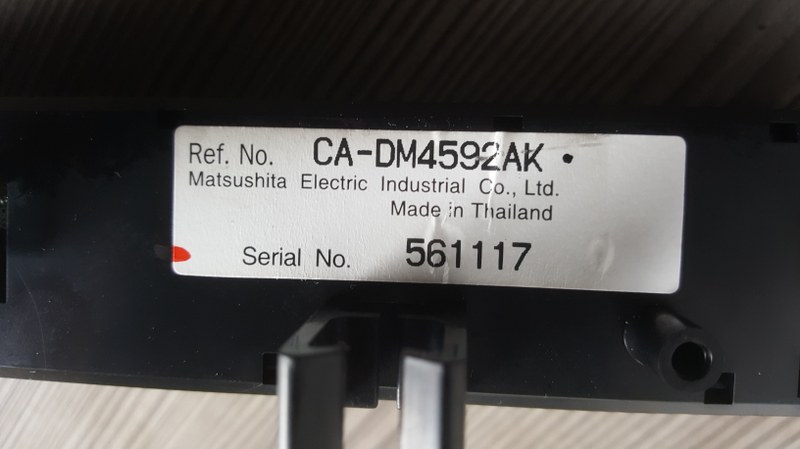 Ref. No. CA-DM4592AK •
Matsushita Electric Industrial Co., Ltd.
Made in Thailand
Serial No. 561117